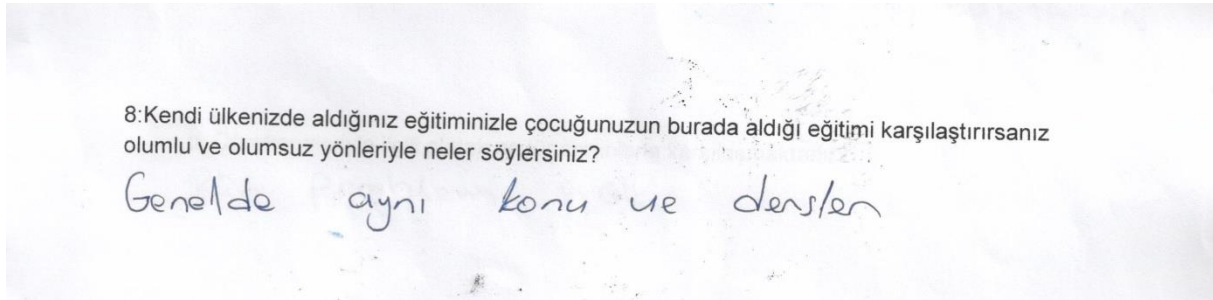 8:Kendi ülkenizde aldığınız eğitiminizle çocuğunuzun burada aldığı eğitimi karşılaştırırsanız
olumlu ve olumsuz yönleriyle neler söylersiniz?
Genelde aynı konu ve dersler